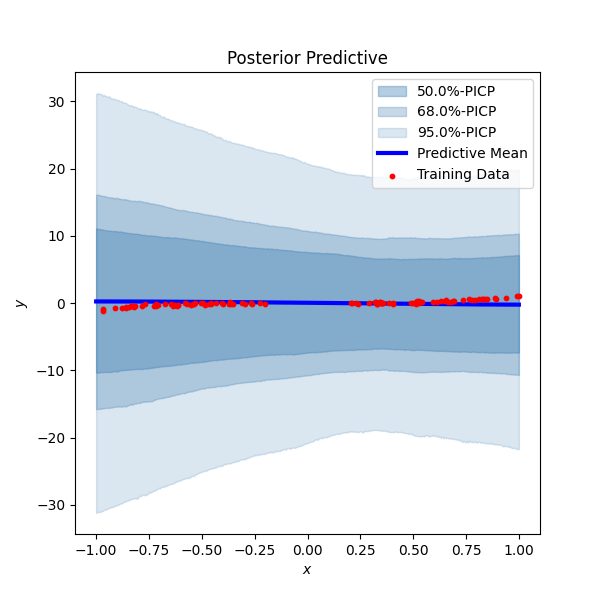 Posterior Predictive
50.0%-PICP
68.0%-PICP
95.0%-PICP
Predictive Mean
Training Data
30
20
10
0
−10
−20
−30
y
−1.00 −0.75 −0.50 −0.25 0.00 0.25 0.50 0.75 1.00
x